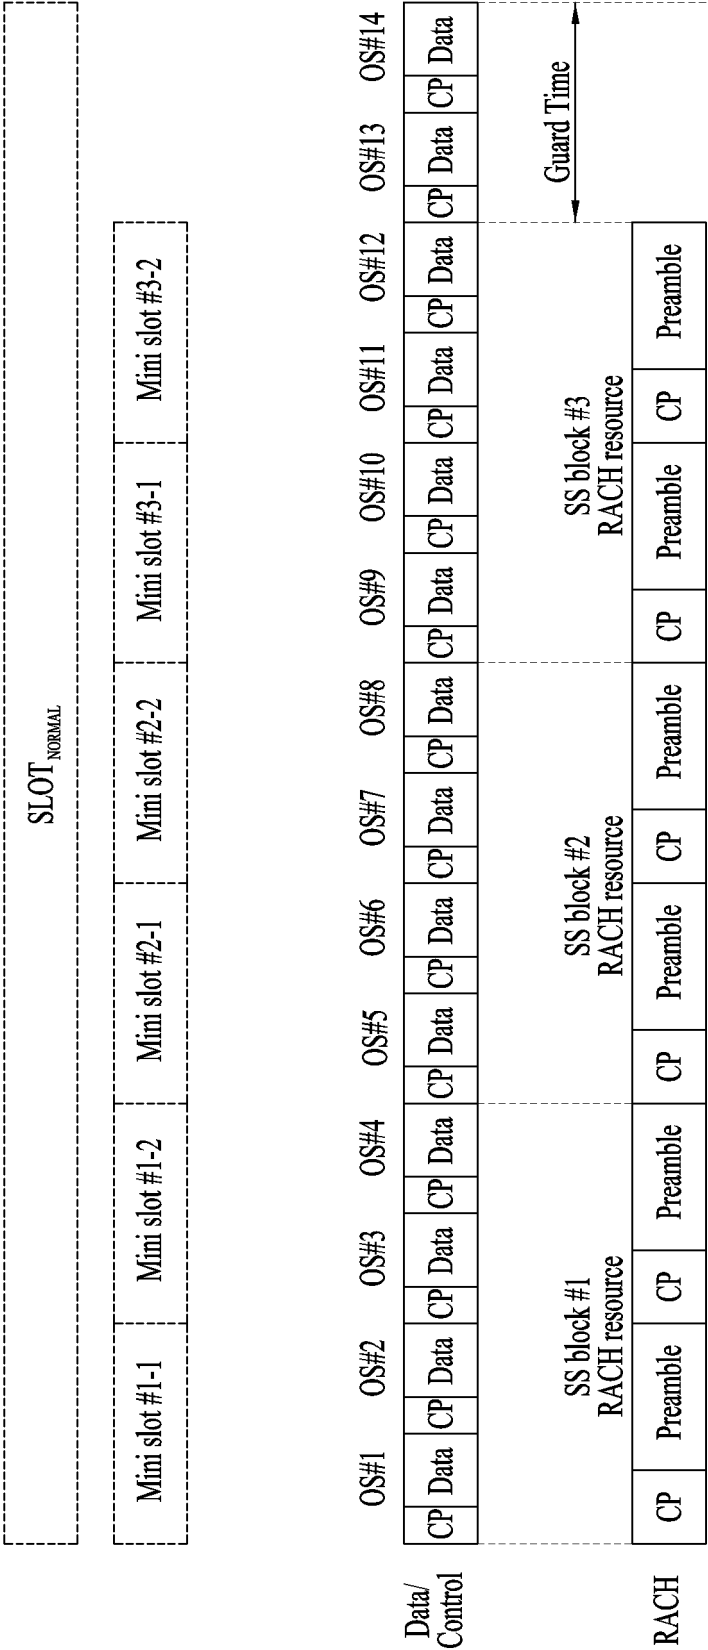 SLOT NORMAL
Mini slot #1-1 Mini slot #1-2 Mini slot #2-1 Mini slot #2-2 Mini slot #3-1 Mini slot #3-2
OS#1 OS#2 OS#3 OS#4 OS#5 OS#6 OS#7 OS#8 OS#9 OS#10 OS#11 OS#12 OS#13 OS#14
Data/
Control
CP Data CP Data CP Data CP Data CP Data CP Data CP Data CP Data CP Data CP Data CP Data CP Data CP Data CP Data
Guard Time
SS block #1
RACH resource
SS block #2
RACH resource
SS block #3
RACH resource
RACH
CP Preamble CP Preamble CP Preamble CP Preamble CP Preamble CP Preamble